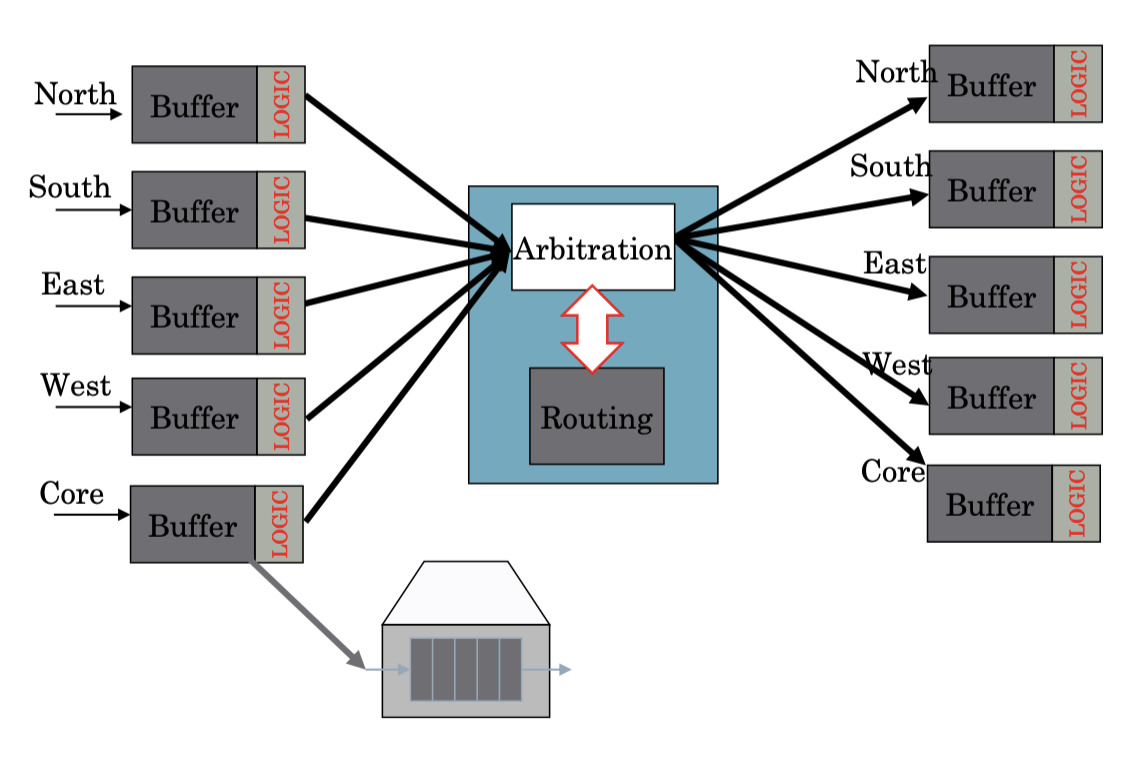 North
Buffer
LOGIC
South
Buffer
LOGIC
East
Buffer
LOGIC
West
Buffer
LOGIC
Core
Buffer
LOGIC
Arbitration
Routing
North
Buffer
LOGIC
South
Buffer
LOGIC
East
Buffer
LOGIC
West
Buffer
LOGIC
Core
Buffer
LOGIC